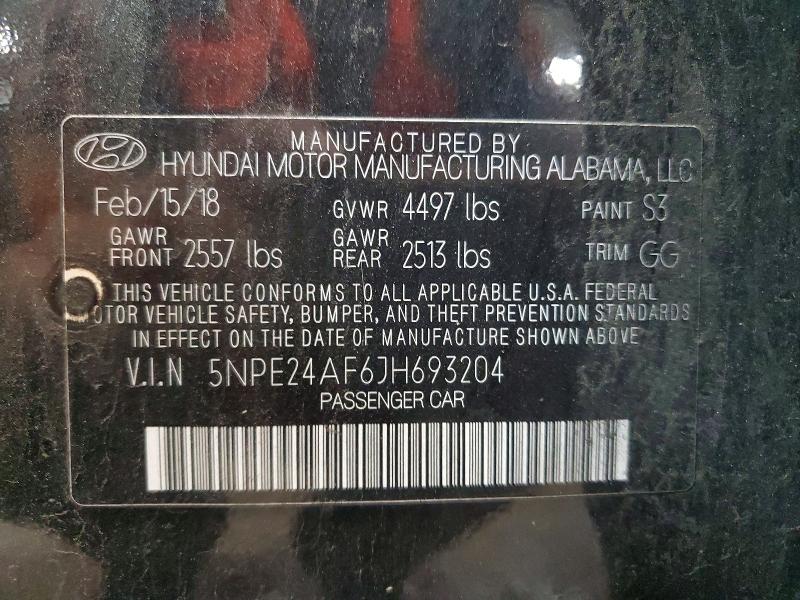 MANUFACTURED BY
HYUNDAI MOTOR MANUFACTURING ALABAMA, LLC
Feb/15/18 GVWR 4497 lbs PAINT S3
GAWR FRONT 2557 lbs GAWR REAR 2513 lbs TRIM GG
THIS VEHICLE CONFORMS TO ALL APPLICABLE U.S.A. FEDERAL
MOTOR VEHICLE SAFETY, BUMPER, AND THEFT PREVENTION STANDARDS
IN EFFECT ON THE DATE OF MANUFACTURE SHOWN ABOVE
V.I.N 5NPE24AF6JH693204
PASSENGER CAR